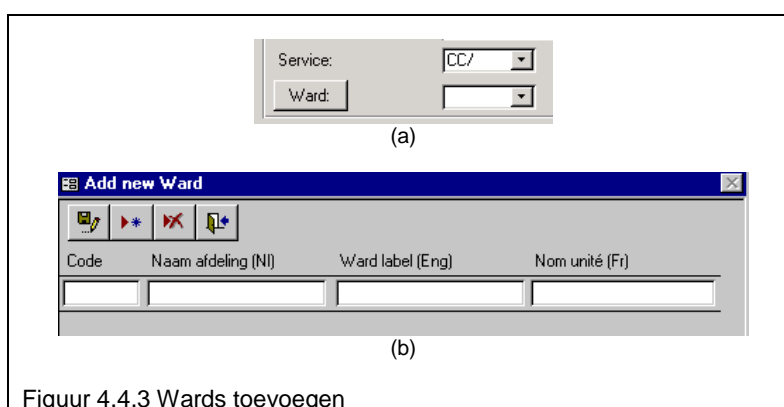 Service: CC/
Ward:
(a)
Add new Ward
Code Naam afdeling (Nl) Ward label (Eng) Nom unité (Fr)
(b)
Figuur 4.4.3 Wards toevoegen